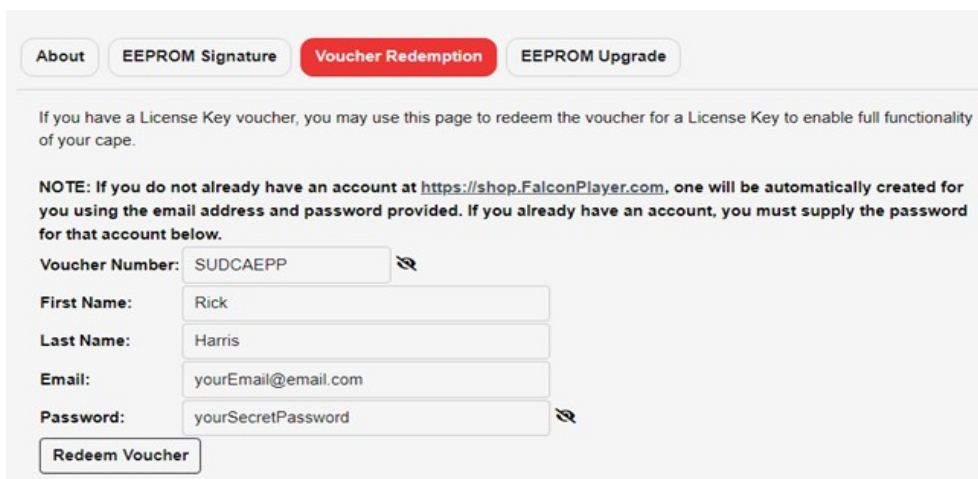 About EEPROM Signature Voucher Redemption EEPROM Upgrade
If you have a License Key voucher, you may use this page to redeem the voucher for a License Key to enable full functionality
of your cape.
NOTE: If you do not already have an account at https://shop.FalconPlayer.com, one will be automatically created for
you using the email address and password provided. If you already have an account, you must supply the password
for that account below.
Voucher Number: SUDCAEPP
First Name: Rick
Last Name: Harris
Email: yourEmail@email.com
Password: yourSecretPassword
Redeem Voucher